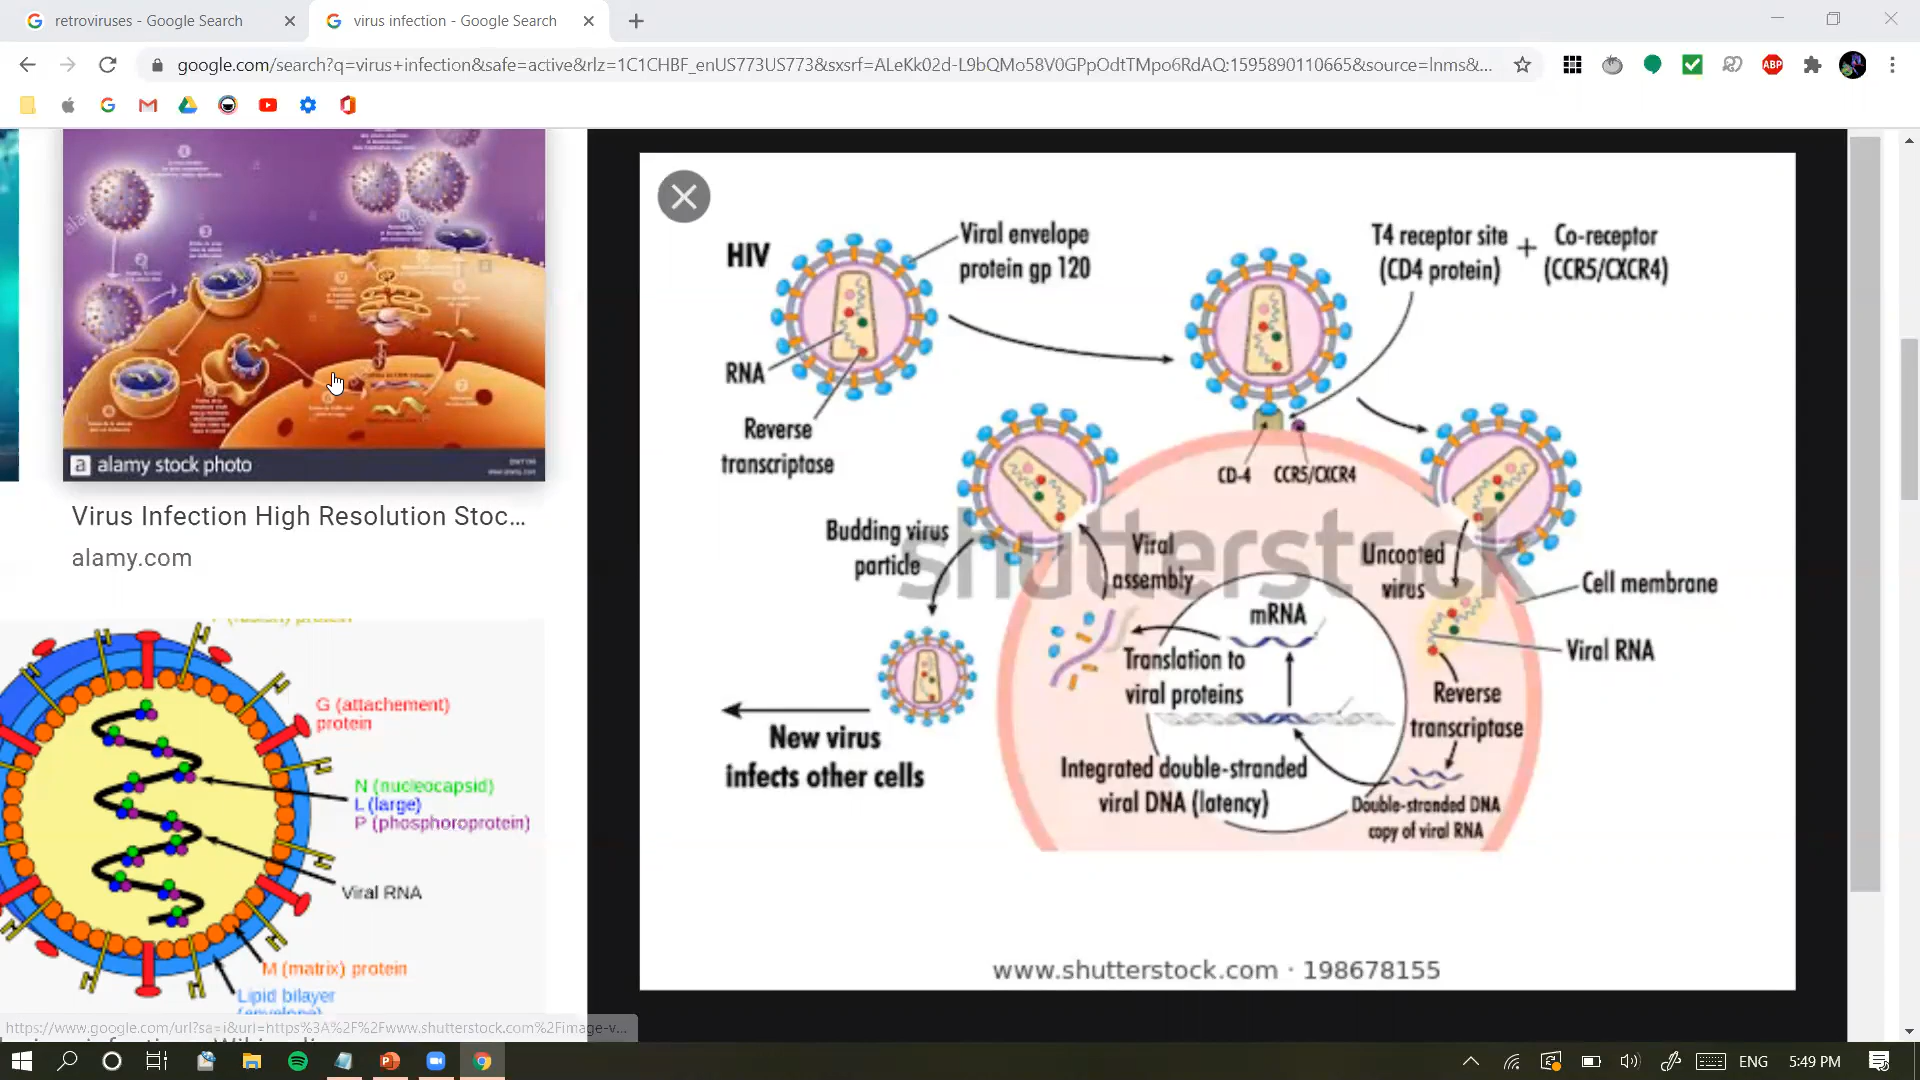 retroviruses - Google Search
virus infection - Google Search
google.com/search?q=virus+infection&safe=active&rlz=1C1CHBF_enUS773US773&sxsrf=ALeKk02d-L9bQMo58V0GPpOdtTMpo6RdAQ:1595890110665&source=lnms&...
ABP
a alamy stock photo
Virus Infection High Resolution Stoc...
alamy.com
G (attachement)
protein
N (nucleocapsid)
L (large)
P (phosphoroprotein)
Viral RNA
M (matrix) protein
Lipid bilayer
(envelope)
https://www.google.com/url?sa=i&url=https%3A%2F%2Fwww.shutterstock.com%2Fimage-v...
HIV
Viral envelope
protein gp 120
T4 receptor site
(CD4 protein)
+
Co-receptor
(CCR5/CXCR4)
RNA
Reverse
transcriptase
CD-4
CCR5/CXCR4
Budding virus
particle
Viral
assembly
Uncooted
virus
shutterstock
Cell membrane
mRNA
Viral RNA
Translation to
viral proteins
Reverse
transcriptase
New virus
infects other cells
Integrated double-stranded
viral DNA (latency)
Double-stranded DNA
copy of viral RNA
www.shutterstock.com · 198678155
ENG
5:49 PM